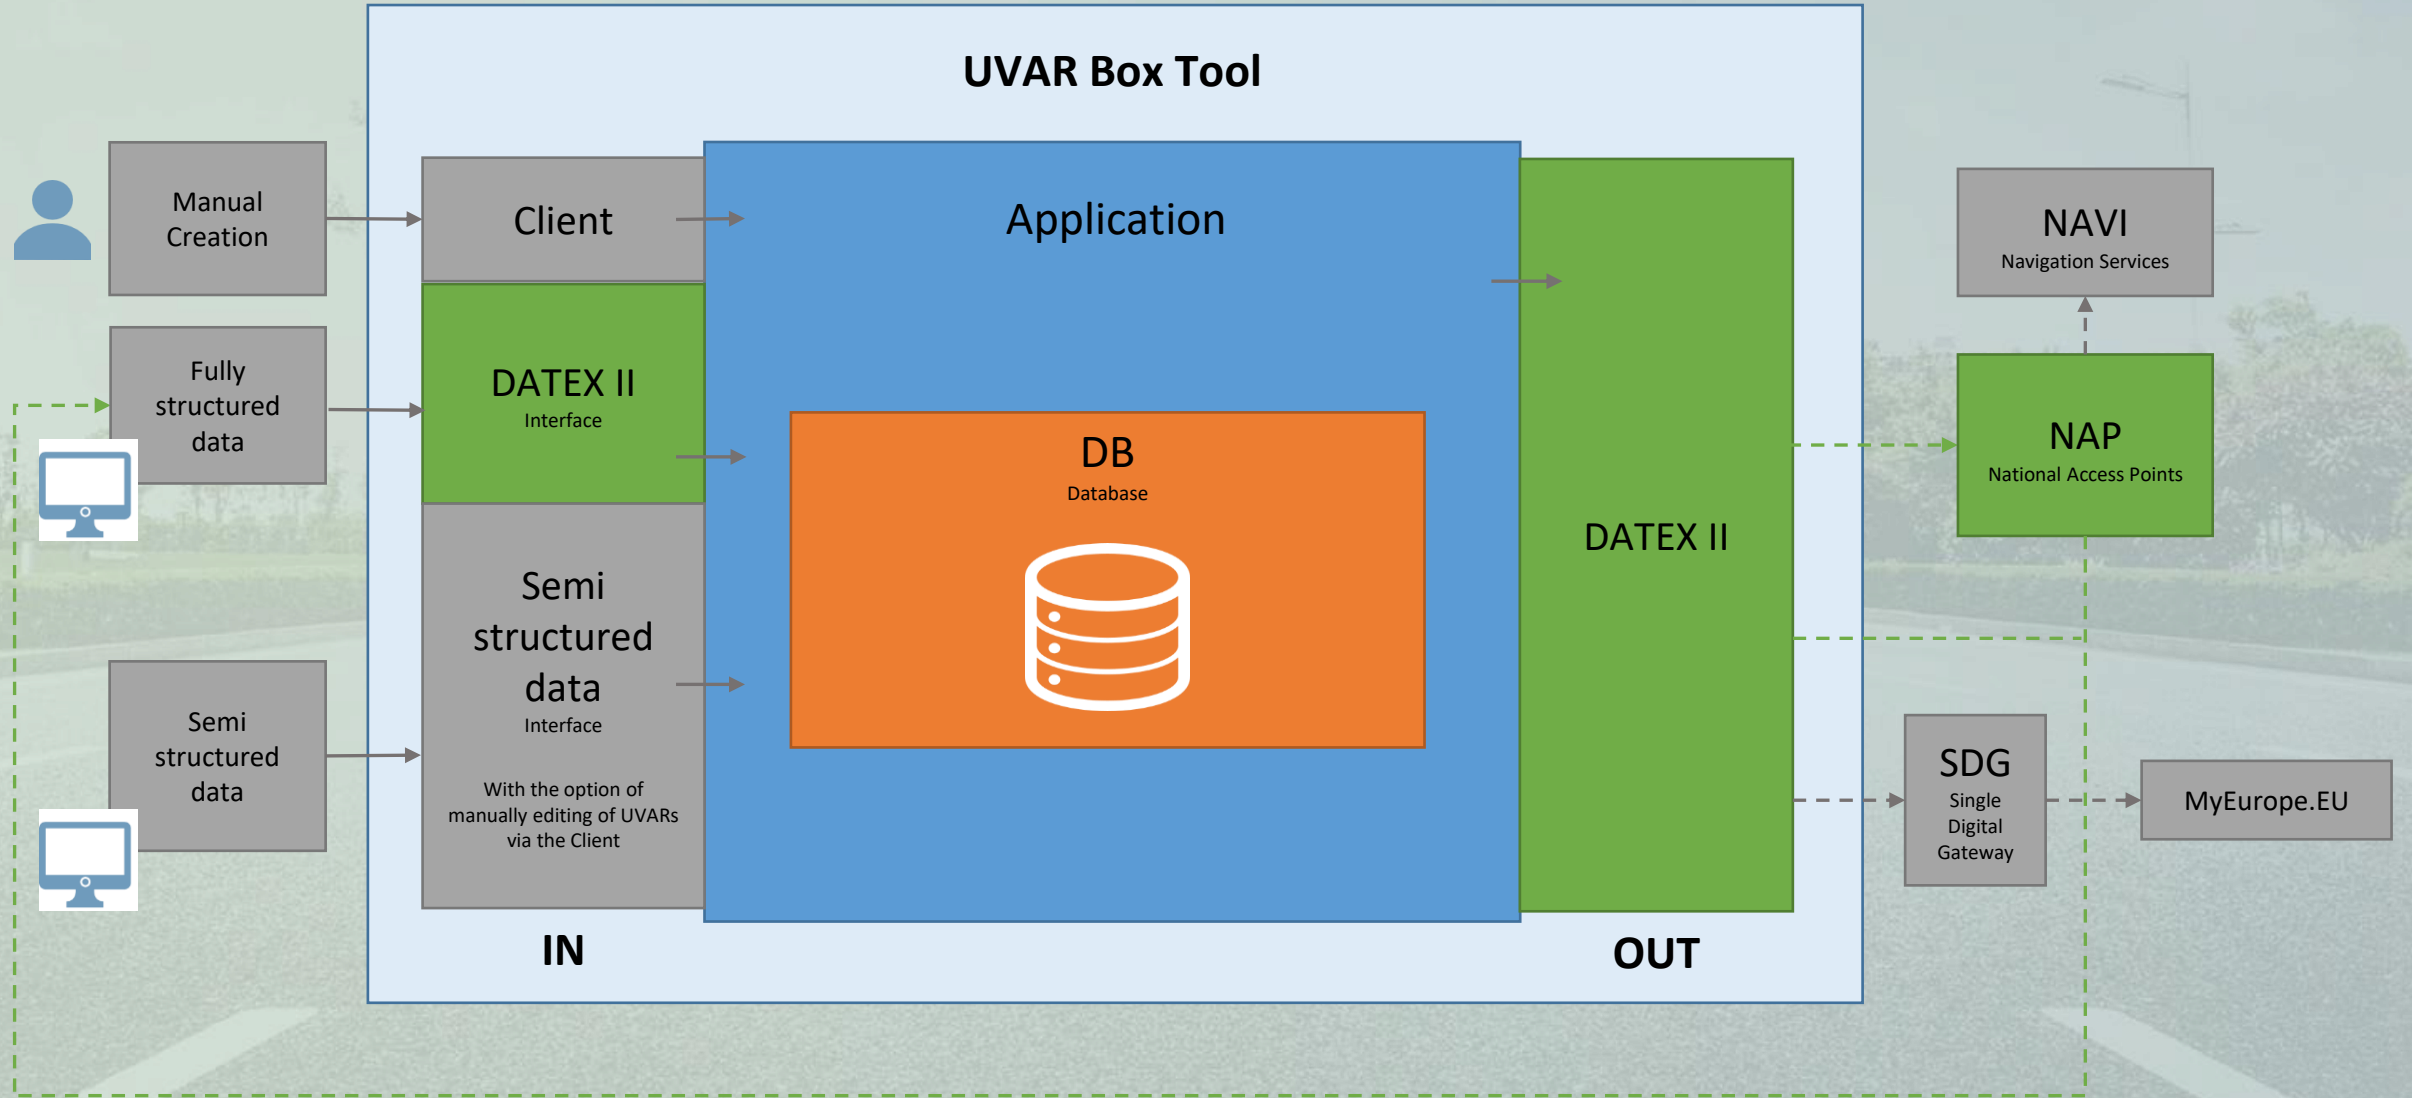 UVAR Box Tool
Manual
Creation
Fully
structured
data
Semi
structured
data
Client
DATEX II
Interface
Semi
structured
data
Interface
With the option of
manually editing of UVARs
via the Client
IN
Application
DB
Database
DATEX II
OUT
NAVI
Navigation Services
NAP
National Access Points
SDG
Single
Digital
Gateway
MyEurope.EU